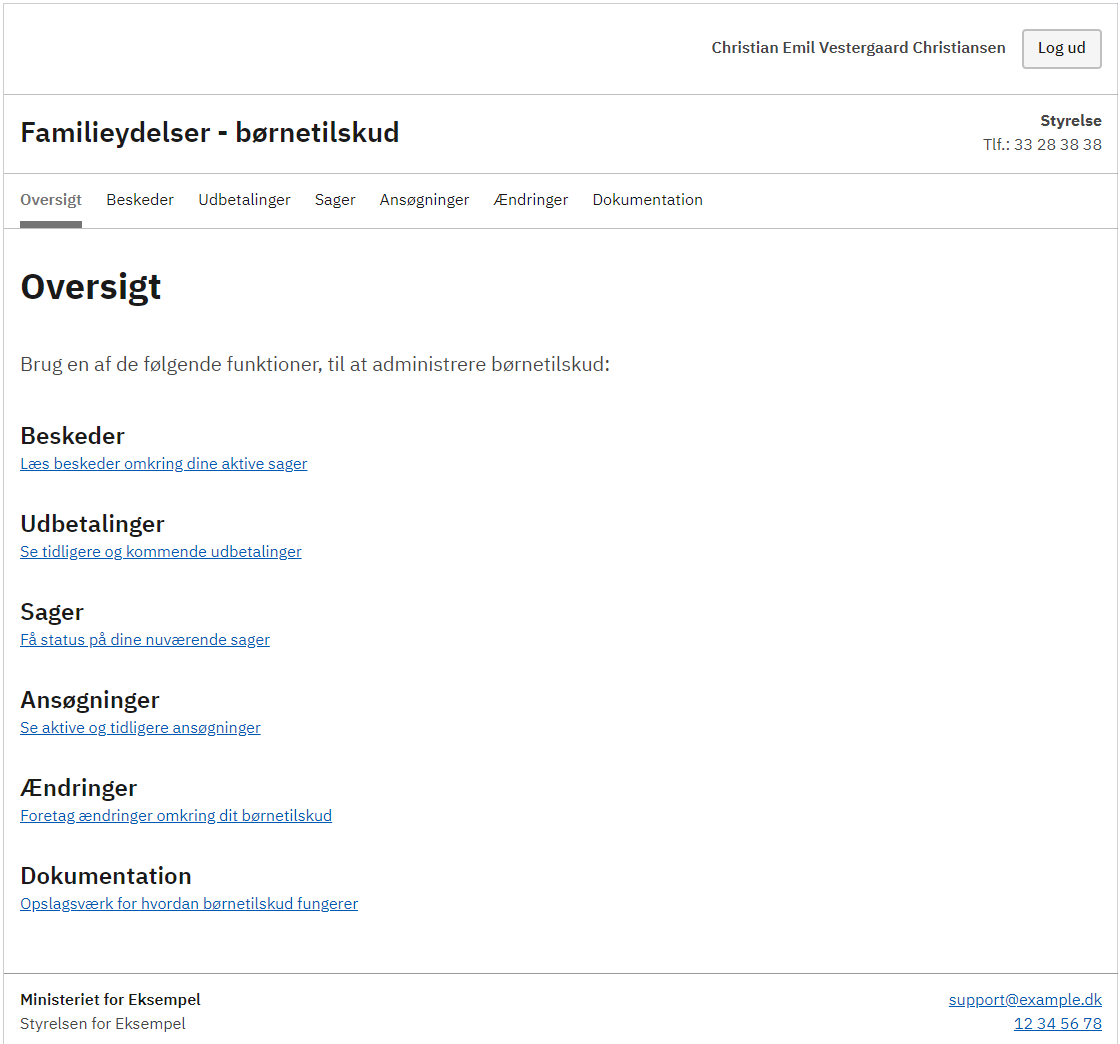 Christian Emil Vestergaard Christiansen
Log ud
Familieydelser - børnetilskud
Styrelse
Tlf.: 33 28 38 38
Oversigt Beskeder Udbetalinger Sager Ansøgninger Ændringer Dokumentation
Oversigt
Brug en af de følgende funktioner, til at administrere børnetilskud:
Beskeder
Læs beskeder omkring dine aktive sager
Udbetalinger
Se tidligere og kommende udbetalinger
Sager
Få status på dine nuværende sager
Ansøgninger
Se aktive og tidligere ansøgninger
Ændringer
Foretag ændringer omkring dit børnetilskud
Dokumentation
Opslagsværk for hvordan børnetilskud fungerer
Ministeriet for Eksempel
Styrelsen for Eksempel
support@example.dk
12 34 56 78